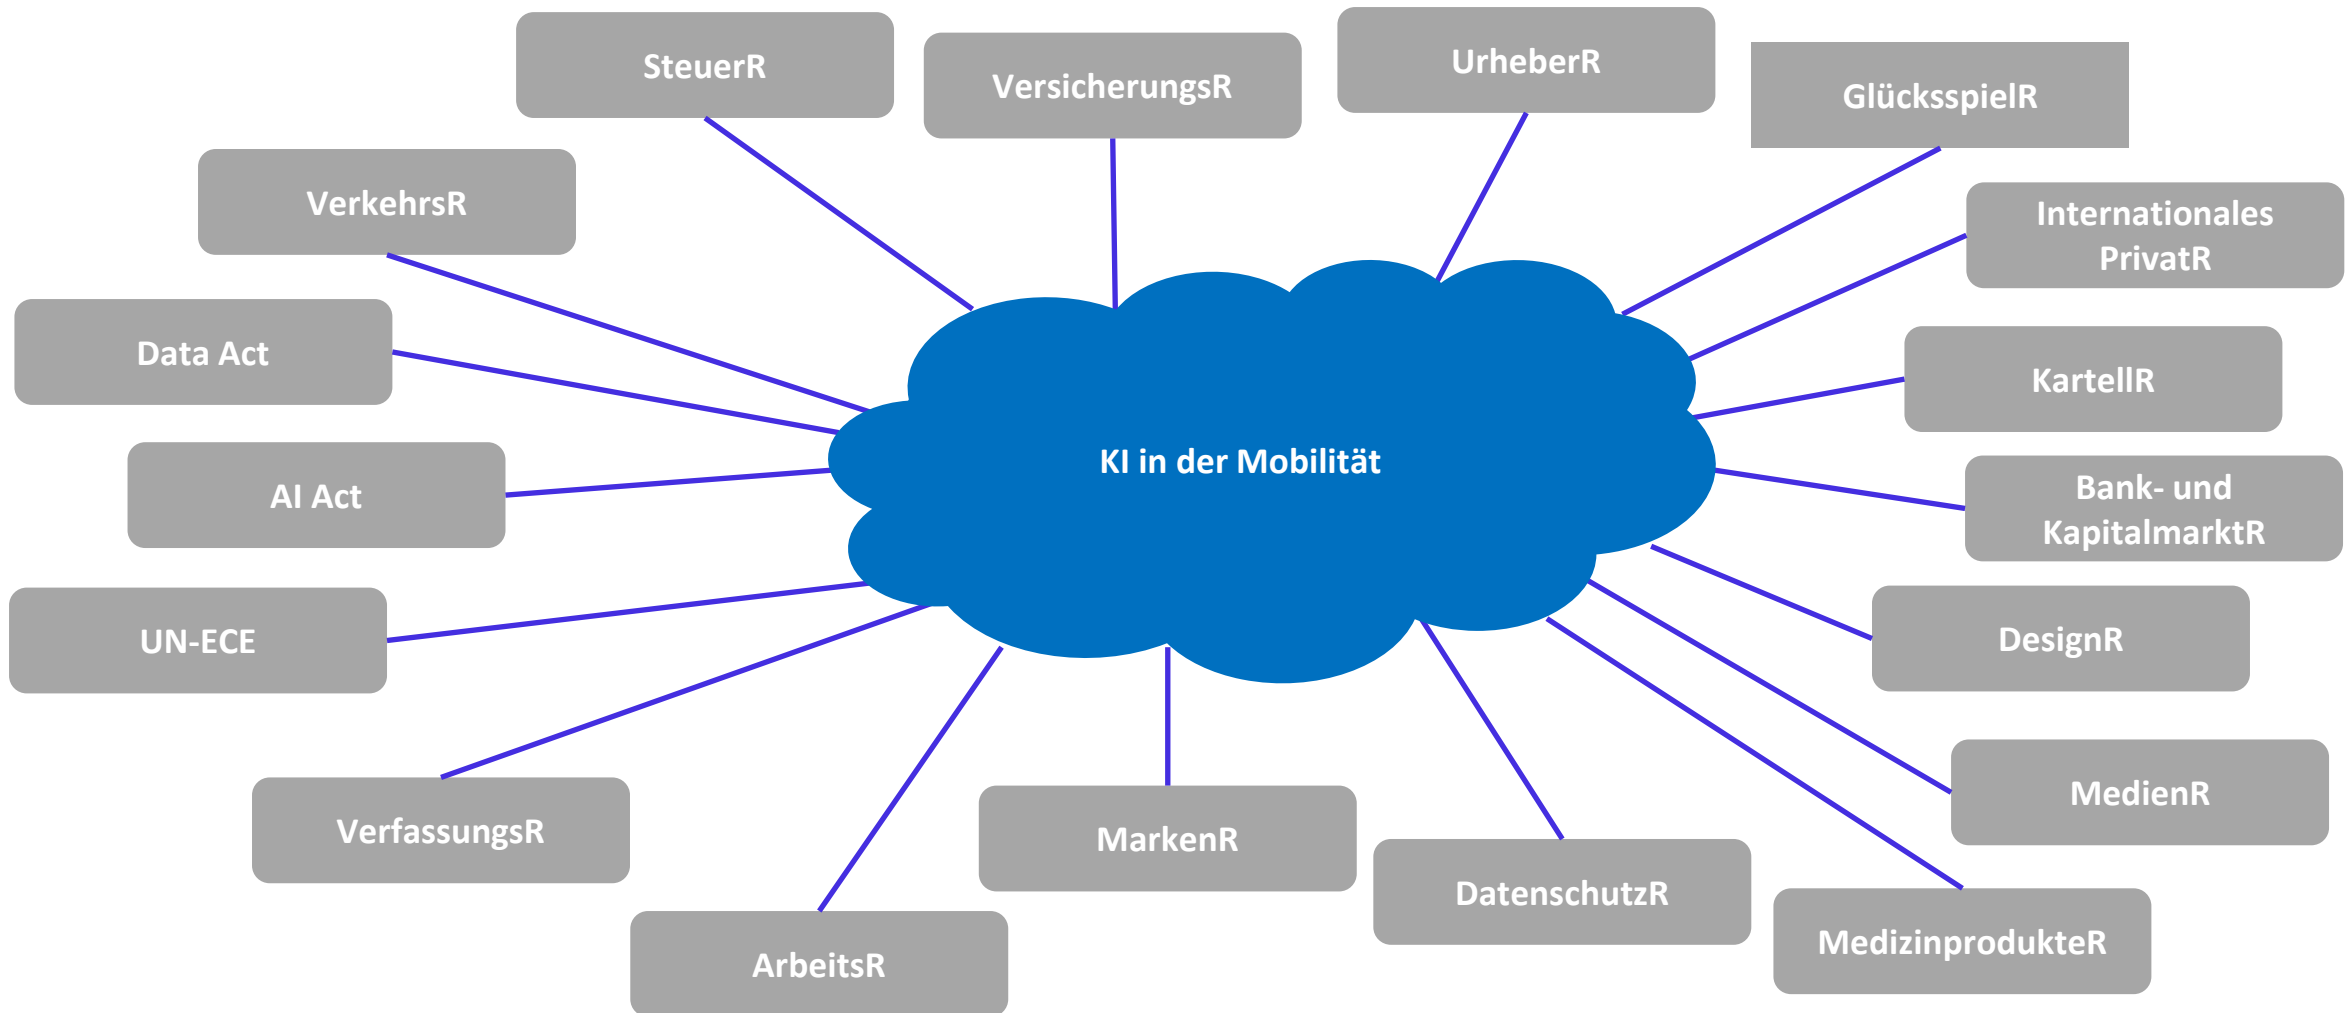 SteuerR
VersicherungsR
UrheberR
GlücksspielR
VerkehrsR
Internationales
PrivatR
Data Act
KartellR
AI Act
KI in der Mobilität
Bank- und
KapitalmarktR
UN-ECE
DesignR
VerfassungsR
MarkenR
MedienR
DatenschutzR
ArbeitsR
MedizinprodukteR